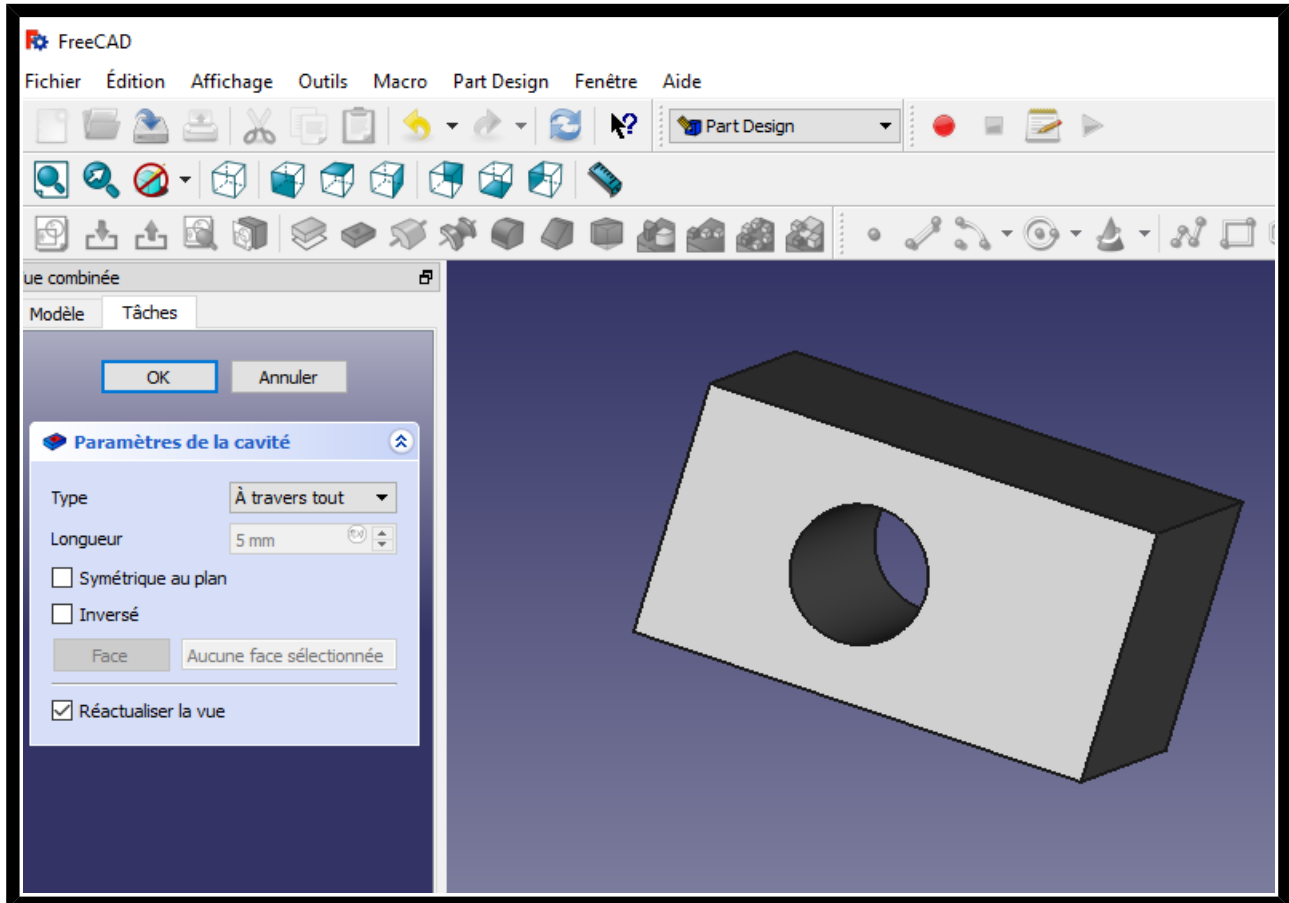 FreeCAD
Fichier Édition Affichage Outils Macro Part Design Fenêtre Aide
Part Design
ue combinée
Modèle Tâches
OK Annuler
Paramètres de la cavité
Type À travers tout
Longueur 5 mm
Symétrique au plan
Inversé
Face Aucune face sélectionnée
Réactualiser la vue